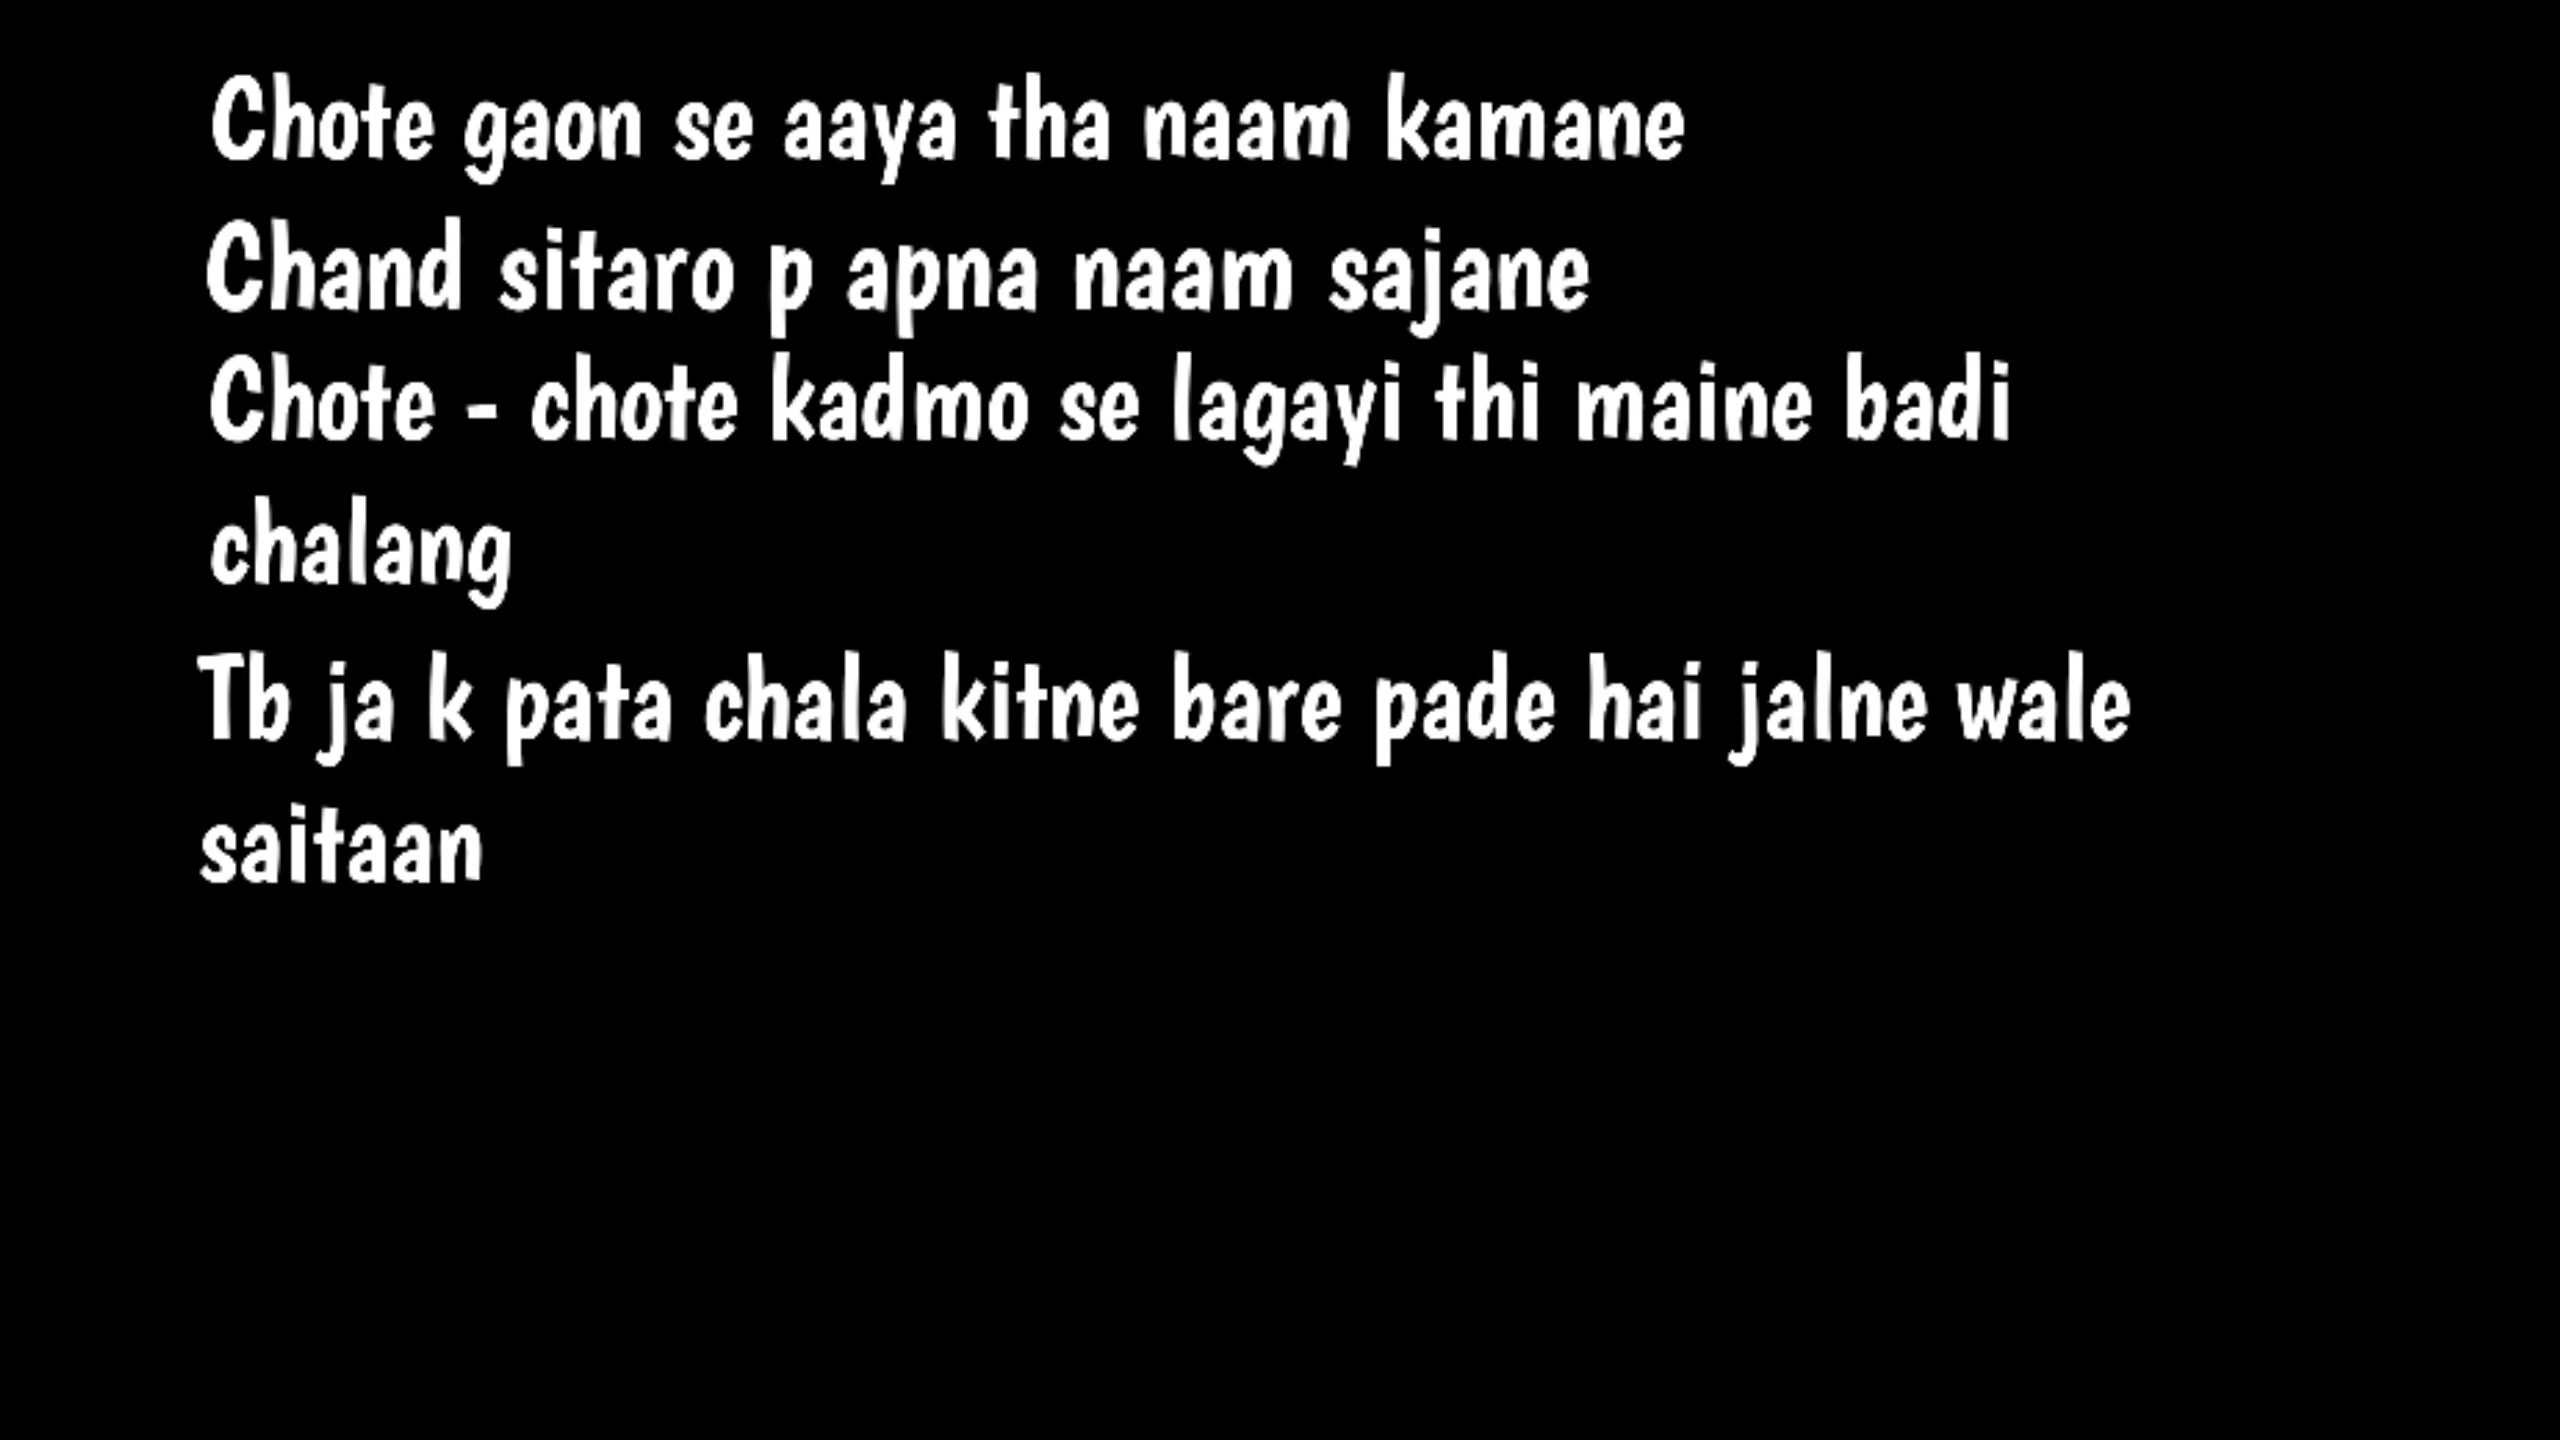 Chote gaon se aaya tha naam kamane
Chand sitaro p apna naam sajane
Chote - chote kadmo se lagayi thi maine badi
chalang
Tb ja k pata chala kitne bare pade hai jalne wale
saitaan